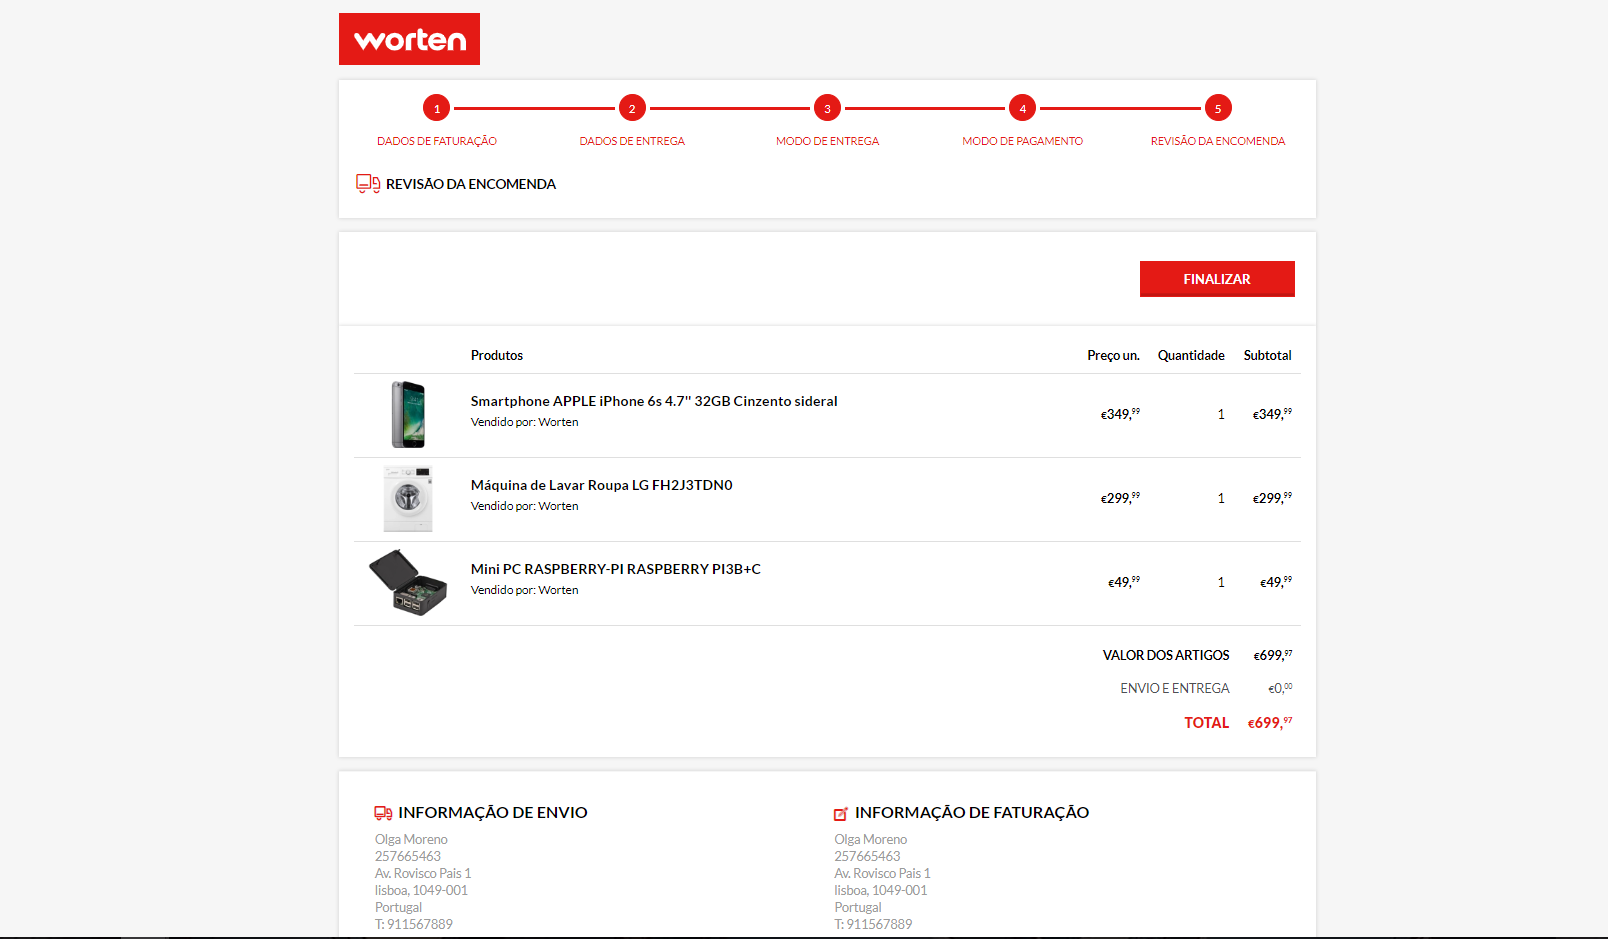 worten
1 2 3 4 5
DADOS DE FATURAÇÃO DADOS DE ENTREGA MODO DE ENTREGA MODO DE PAGAMENTO REVISÃO DA ENCOMENDA
REVISÃO DA ENCOMENDA
FINALIZAR
Produtos Preço un. Quantidade Subtotal
Smartphone APPLE iPhone 6s 4.7'' 32GB Cinzento sideral
Vendido por: Worten
€349,99 1 €349,99
Máquina de Lavar Roupa LG FH2J3TDN0
Vendido por: Worten
€299,99 1 €299,99
Mini PC RASPBERRY-PI RASPBERRY PI3B+C
Vendido por: Worten
€49,99 1 €49,99
VALOR DOS ARTIGOS €699,97
ENVIO E ENTREGA €0,00
TOTAL €699,97
INFORMAÇÃO DE ENVIO
Olga Moreno
257665463
Av. Rovisco Pais 1
lisboa, 1049-001
Portugal
T: 911567889
INFORMAÇÃO DE FATURAÇÃO
Olga Moreno
257665463
Av. Rovisco Pais 1
lisboa, 1049-001
Portugal
T: 911567889